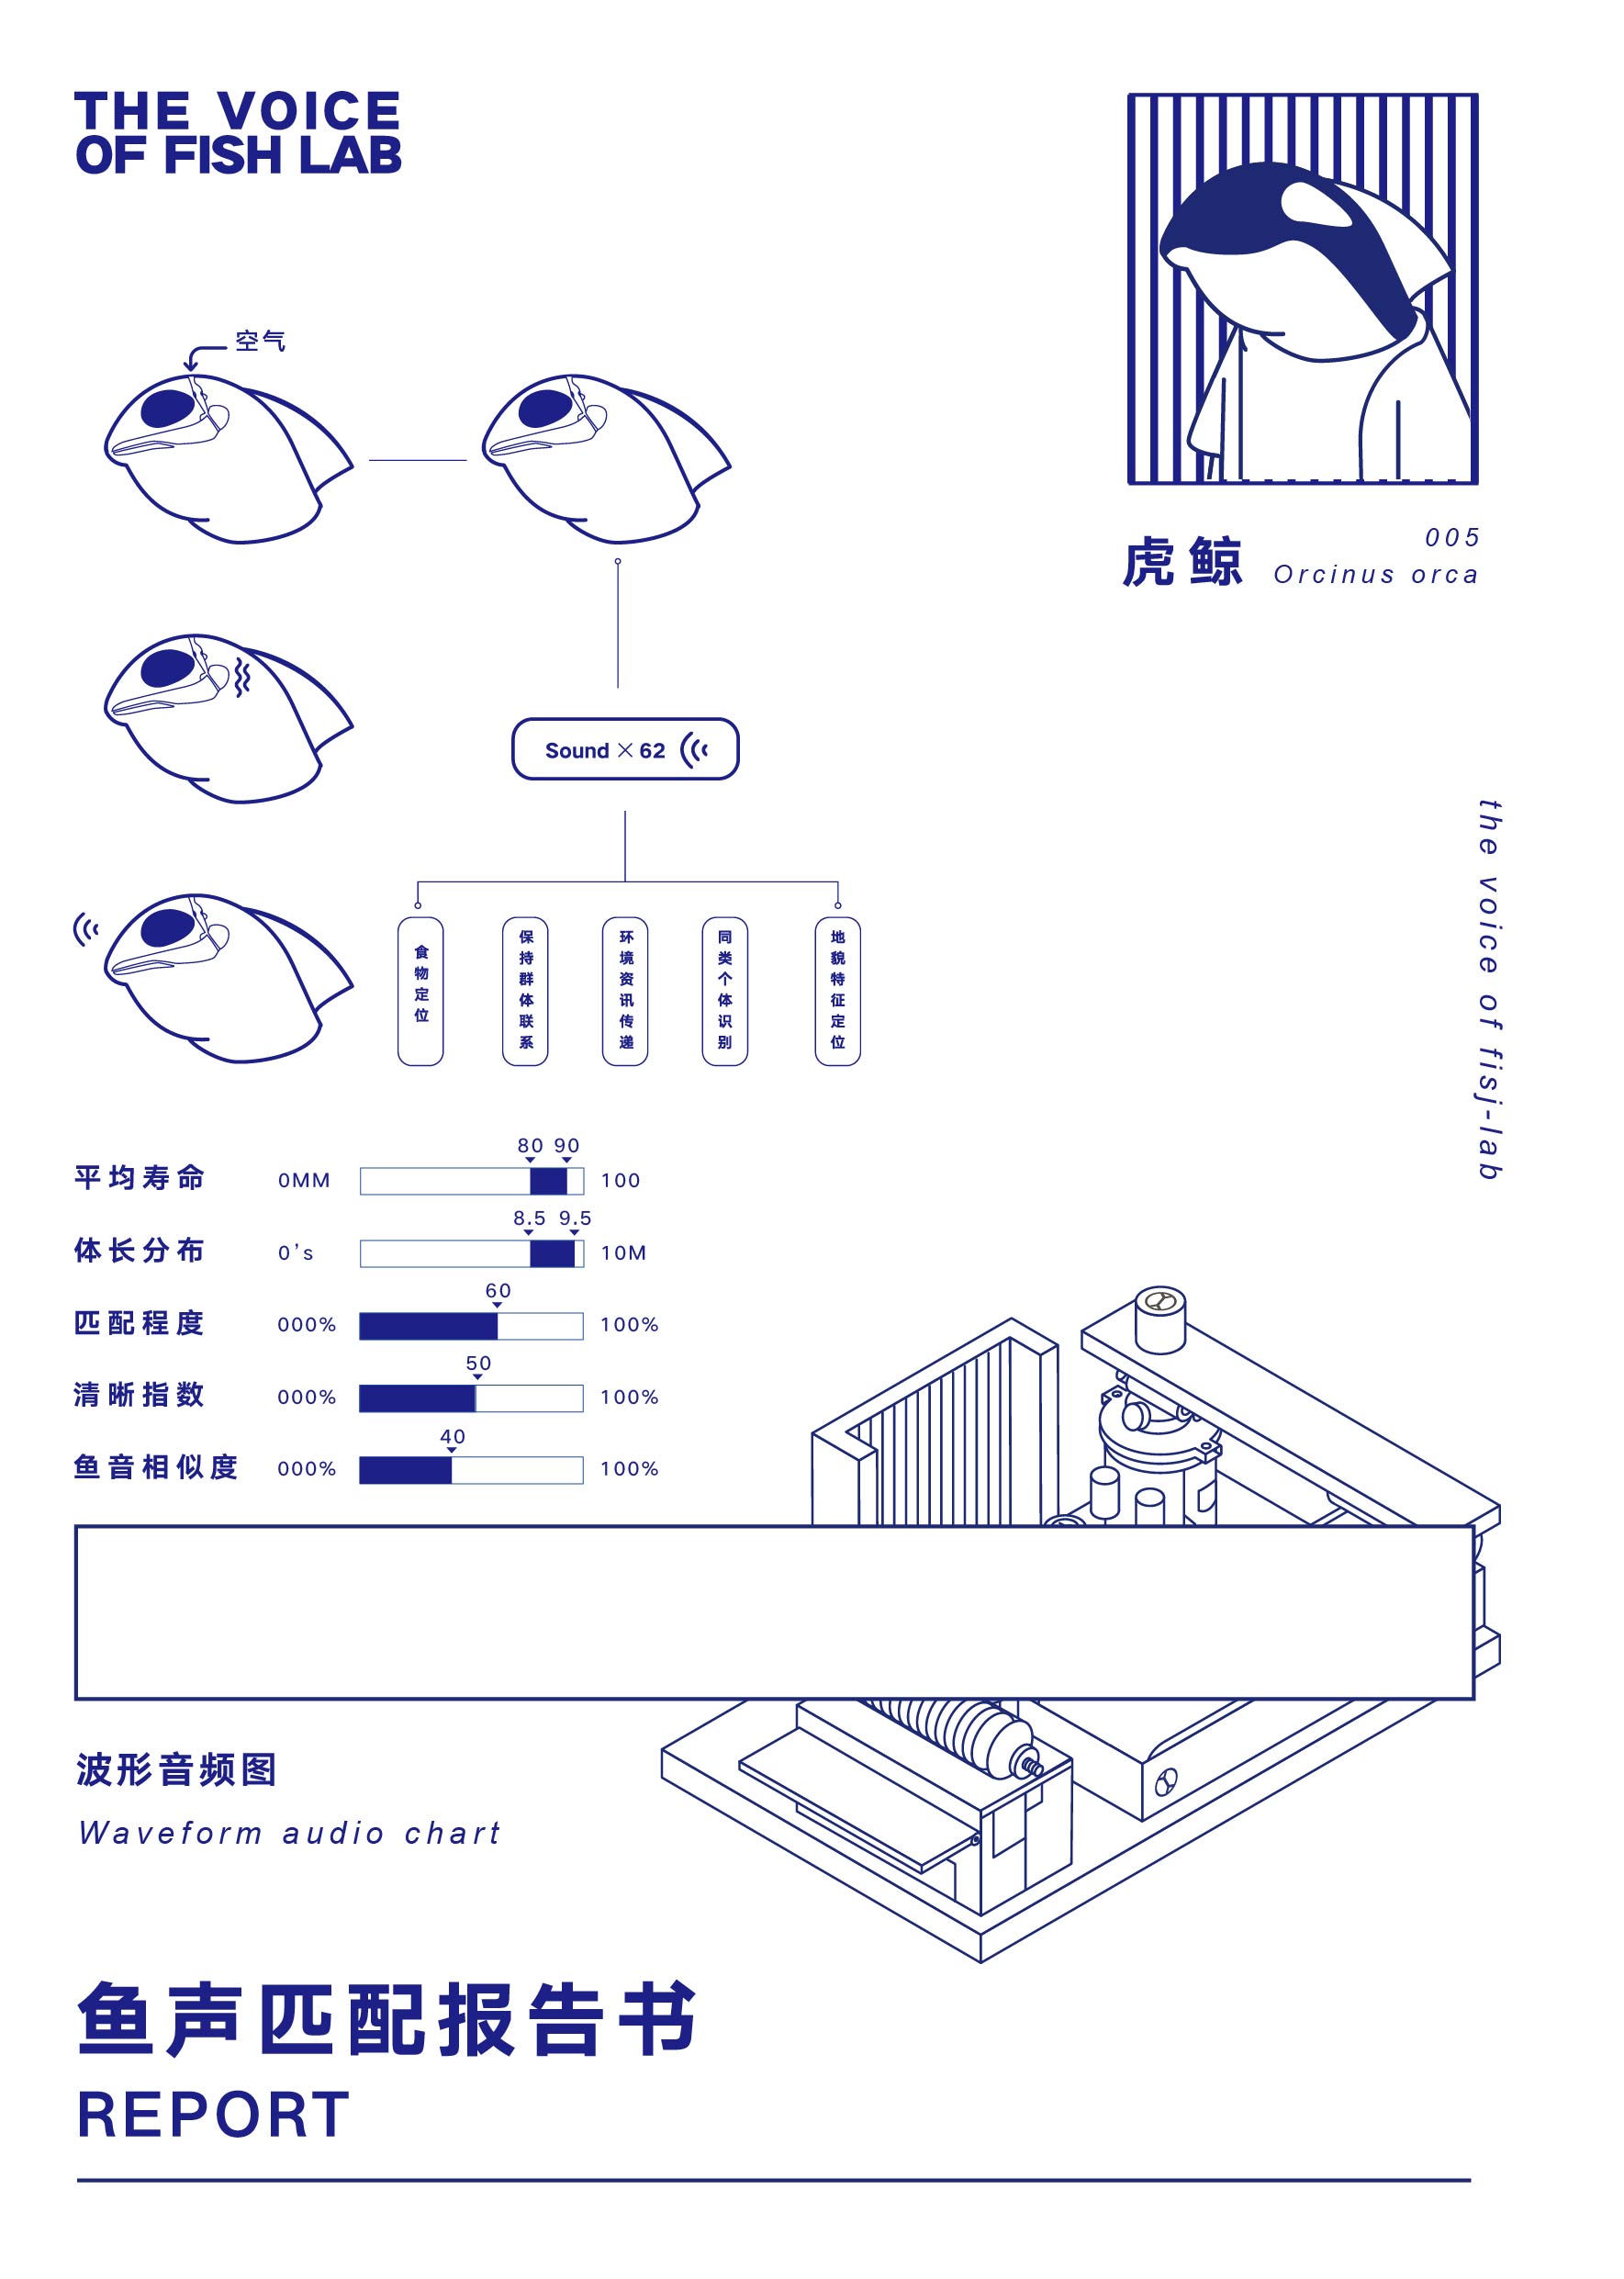 THE VOICE
OF FISH LAB
005
虎鲸 Orcinus orca
空气
Sound × 62
食物定位
保持群体联系
环境资讯传递
同类个体识别
地貌特征定位
the voice of fisj-lab
80 90
平均寿命 0MM 100
8.5 9.5
体长分布 0's 10M
60
匹配程度 000% 100%
50
清晰指数 000% 100%
40
鱼音相似度 000% 100%
波形音频图
Waveform audio chart
鱼声匹配报告书
REPORT